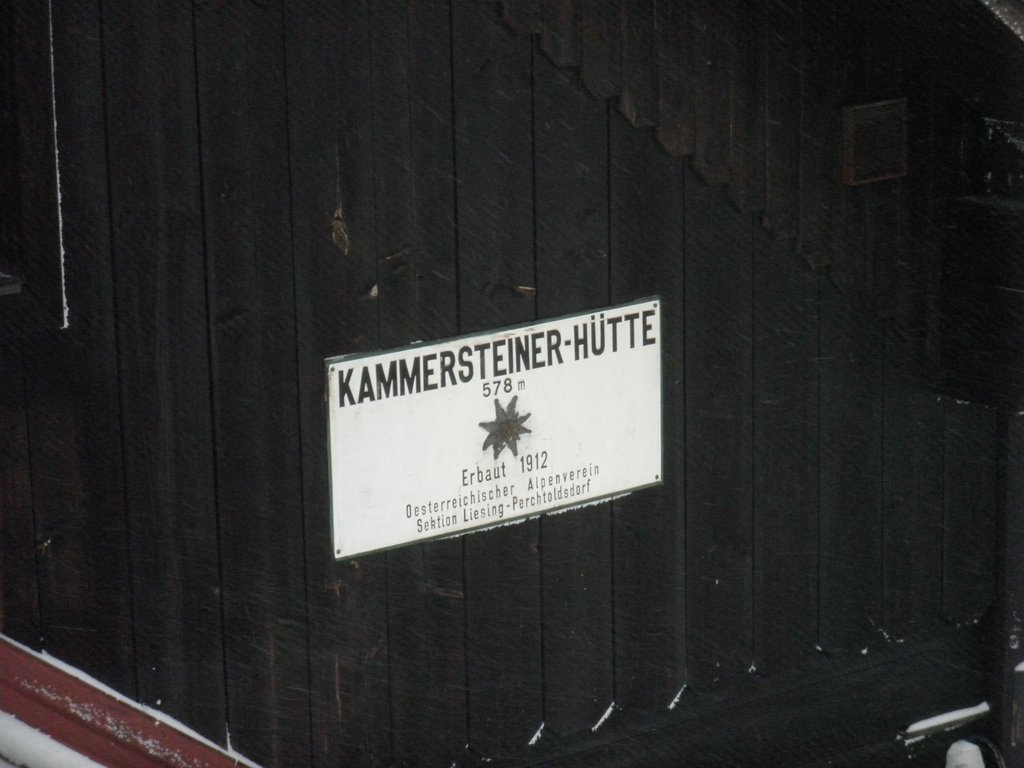 KAMMERSTEINER-HÜTTE
578 m
Erbaut 1912
Oesterreichischer Alpenverein
Sektion Liesing-Perchtoldsdorf